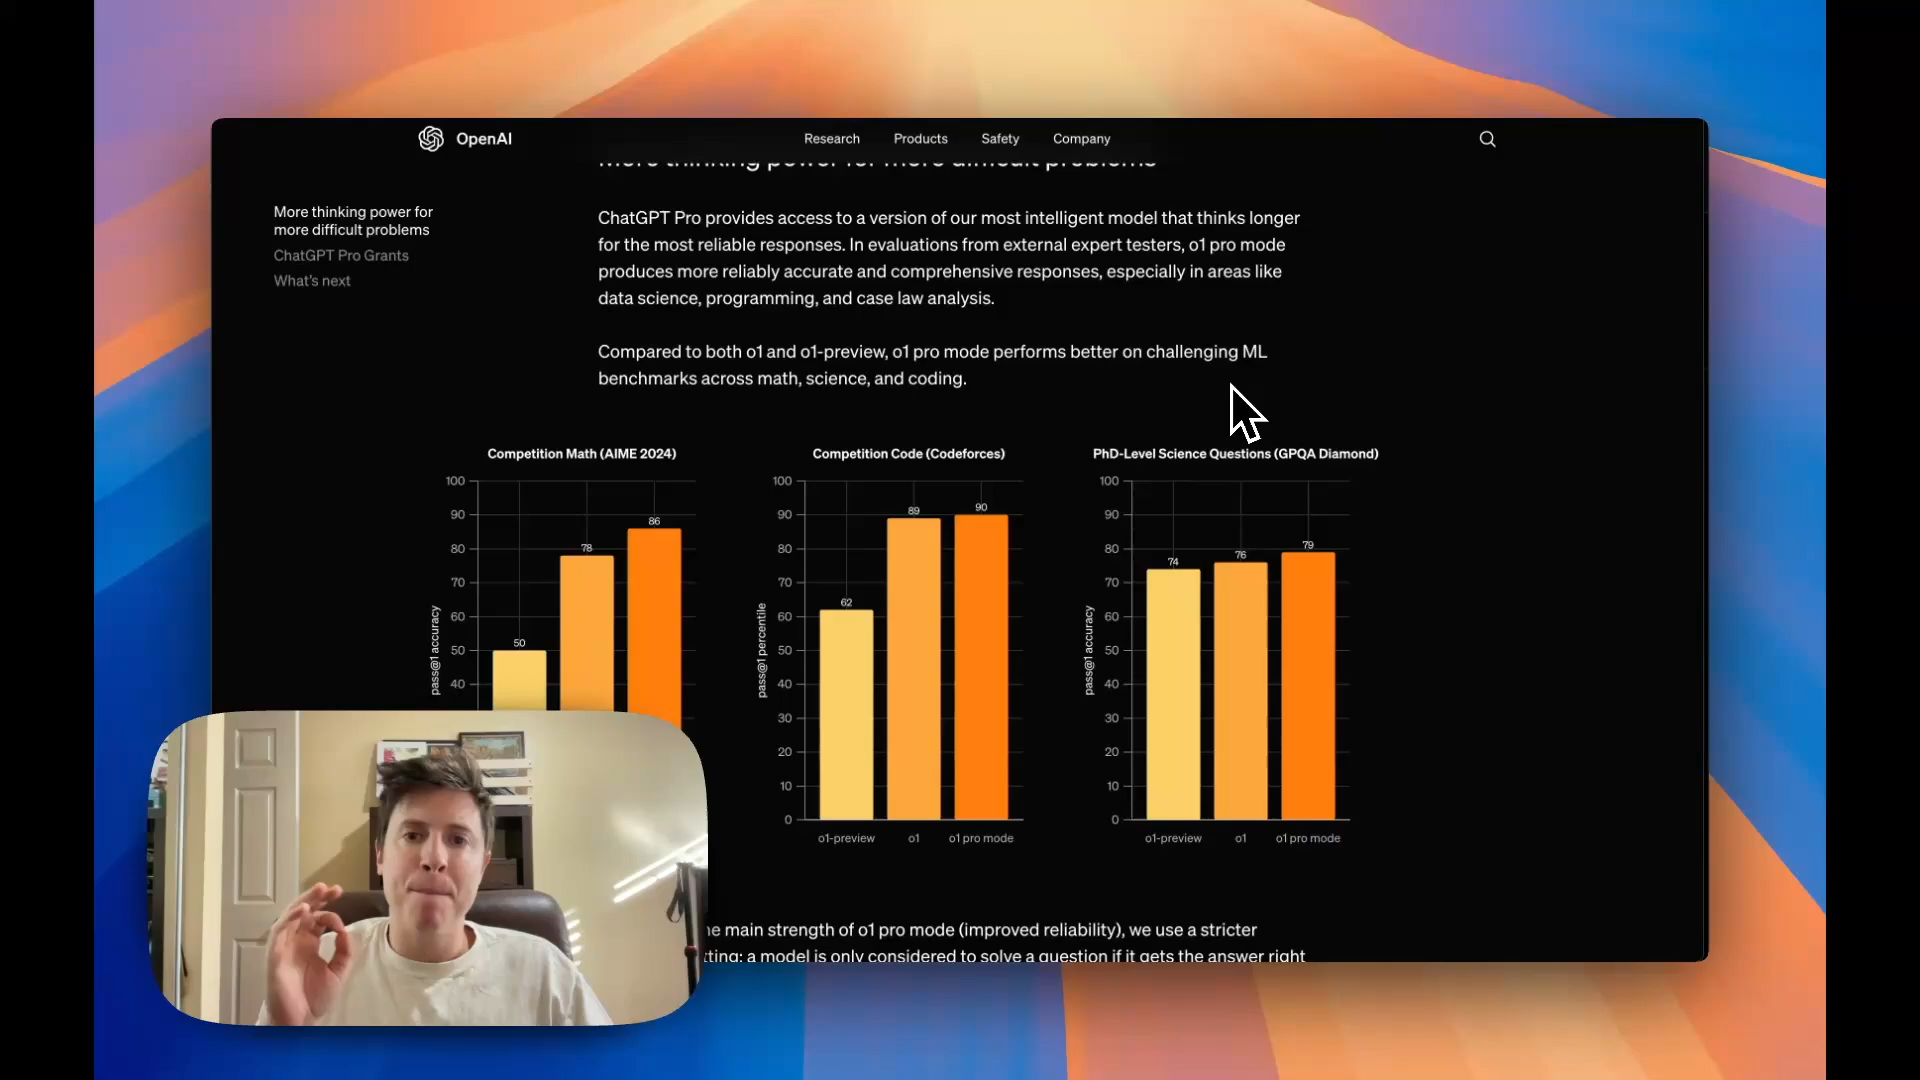 OpenAI
Research
Products
Safety
Company
More thinking power for more difficult problems
More thinking power for
more difficult problems
ChatGPT Pro Grants
What's next
ChatGPT Pro provides access to a version of our most intelligent model that thinks longer
for the most reliable responses. In evaluations from external expert testers, o1 pro mode
produces more reliably accurate and comprehensive responses, especially in areas like
data science, programming, and case law analysis.
Compared to both o1 and o1-preview, o1 pro mode performs better on challenging ML
benchmarks across math, science, and coding.
Competition Math (AIME 2024)
pass@1 accuracy
100
90
80
70
60
50
40
50
78
86
Competition Code (Codeforces)
pass@1 percentile
100
90
80
70
60
50
40
30
20
10
0
62
89
90
o1-preview
o1
o1 pro mode
PhD-Level Science Questions (GPQA Diamond)
pass@1 accuracy
100
90
80
70
60
50
40
30
20
10
0
74
76
79
o1-preview
o1
o1 pro mode
he main strength of o1 pro mode (improved reliability), we use a stricter
tting: a model is only considered to solve a question if it gets the answer right